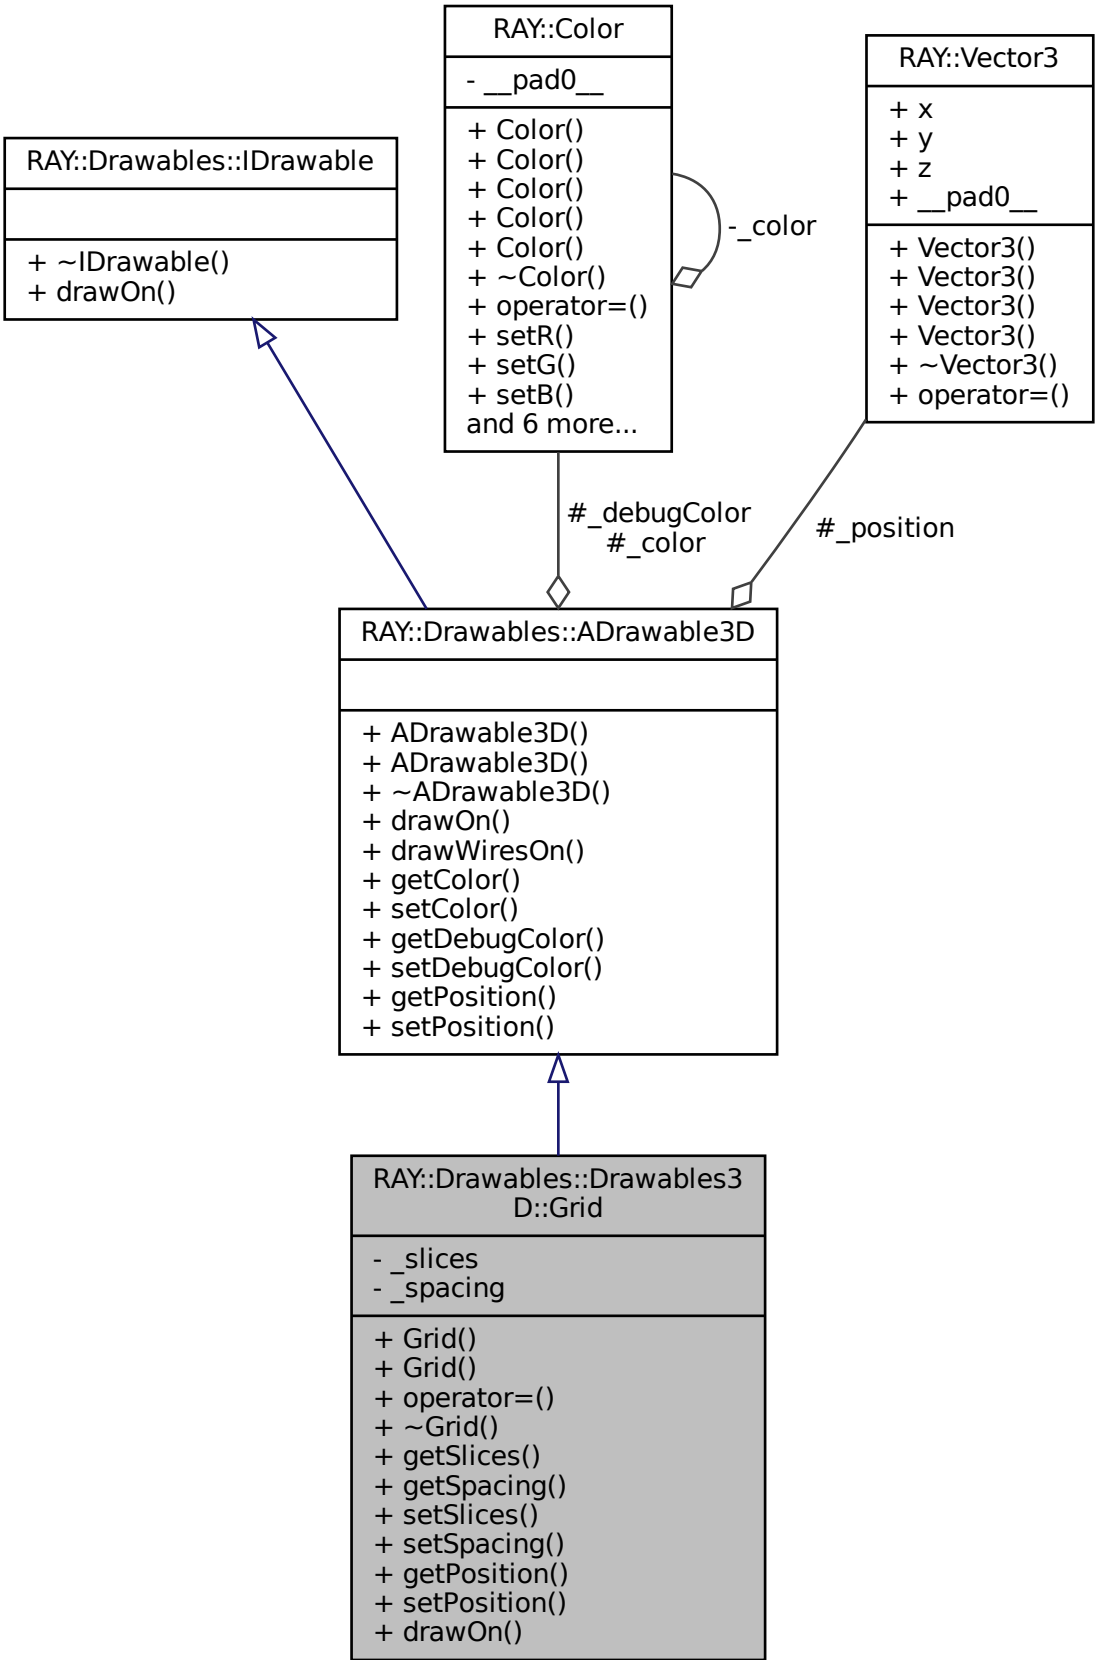 RAY::Color
- __pad0__
+ Color()
+ Color()
+ Color()
+ Color()
+ Color()
+ ~Color()
+ operator=()
+ setR()
+ setG()
+ setB()
and 6 more...
-_color
RAY::Vector3
+ x
+ y
+ z
+ __pad0__
+ Vector3()
+ Vector3()
+ Vector3()
+ Vector3()
+ ~Vector3()
+ operator=()
RAY::Drawables::IDrawable
+ ~IDrawable()
+ drawOn()
#_debugColor
#_color
#_position
RAY::Drawables::ADrawable3D
+ ADrawable3D()
+ ADrawable3D()
+ ~ADrawable3D()
+ drawOn()
+ drawWiresOn()
+ getColor()
+ setColor()
+ getDebugColor()
+ setDebugColor()
+ getPosition()
+ setPosition()
RAY::Drawables::Drawables3
D::Grid
- _slices
- _spacing
+ Grid()
+ Grid()
+ operator=()
+ ~Grid()
+ getSlices()
+ getSpacing()
+ setSlices()
+ setSpacing()
+ getPosition()
+ setPosition()
+ drawOn()